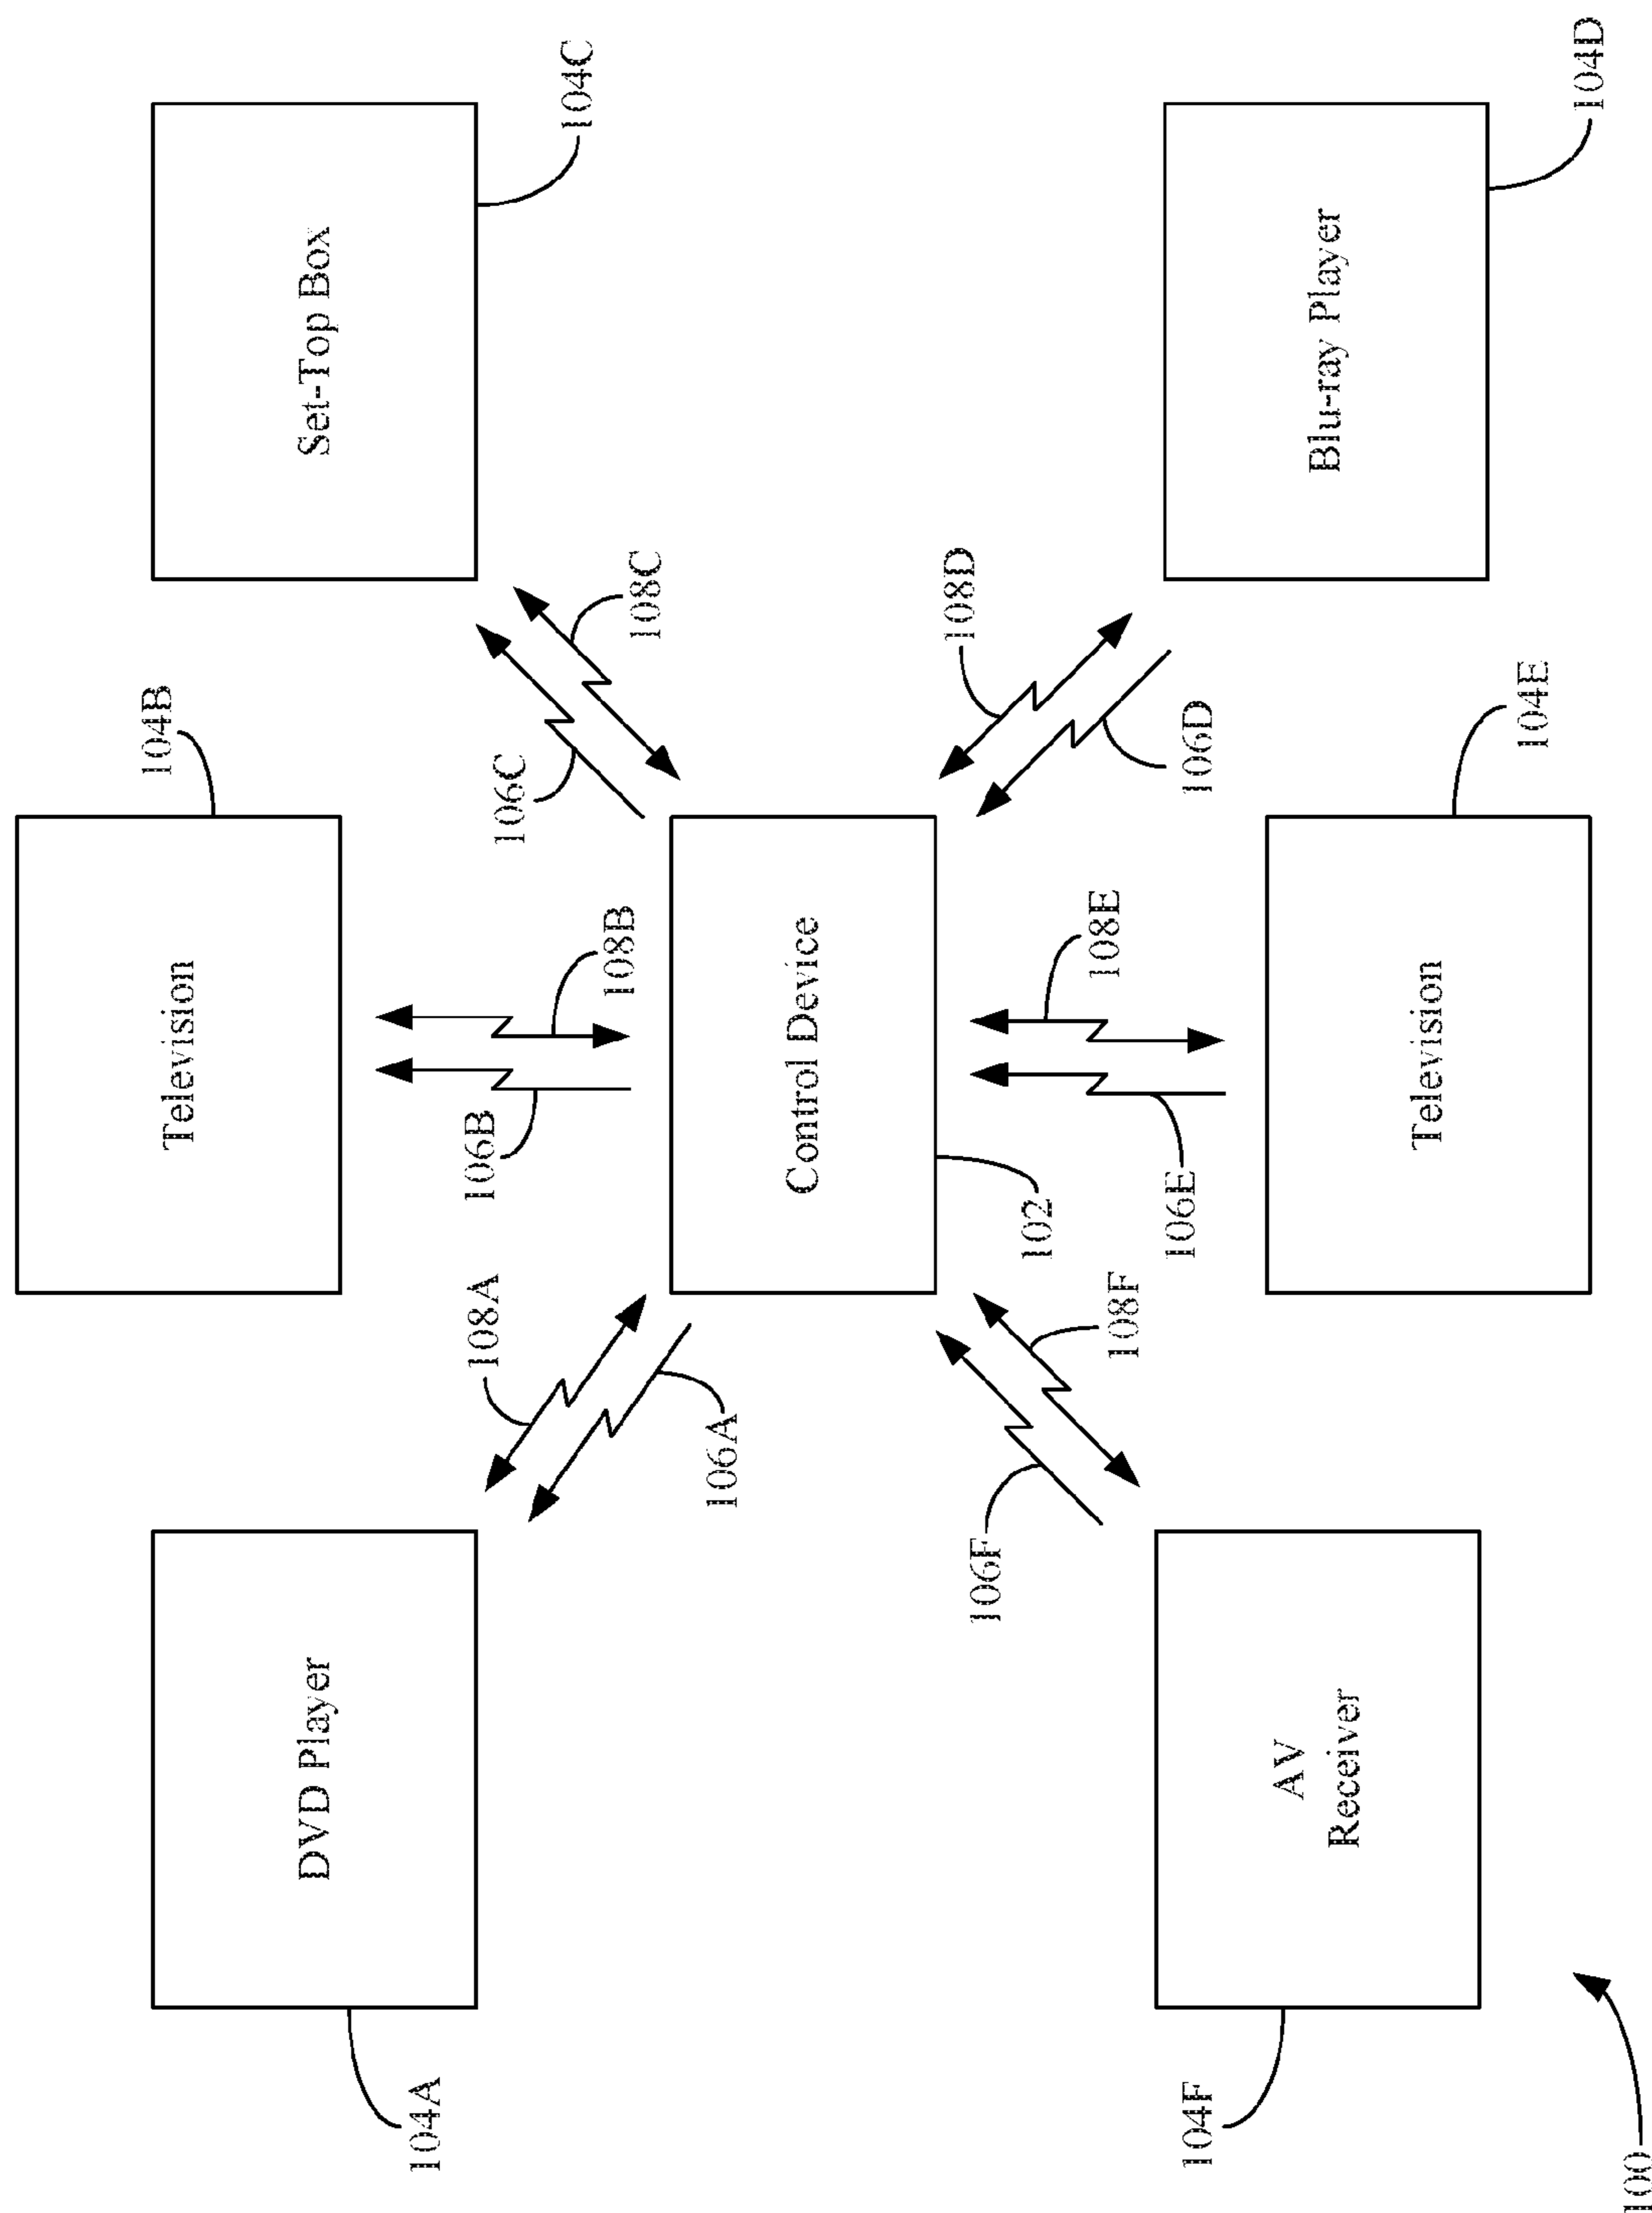 104B
Television
DVD Player
Set-Top Box
104A
108A
106B
106C
104C
108B
108C
106A
Control Device
108D
106F
102
108E
108F
106E
104F
106D
AV
Receiver
Blu-ray Player
Television
104E
104D
100